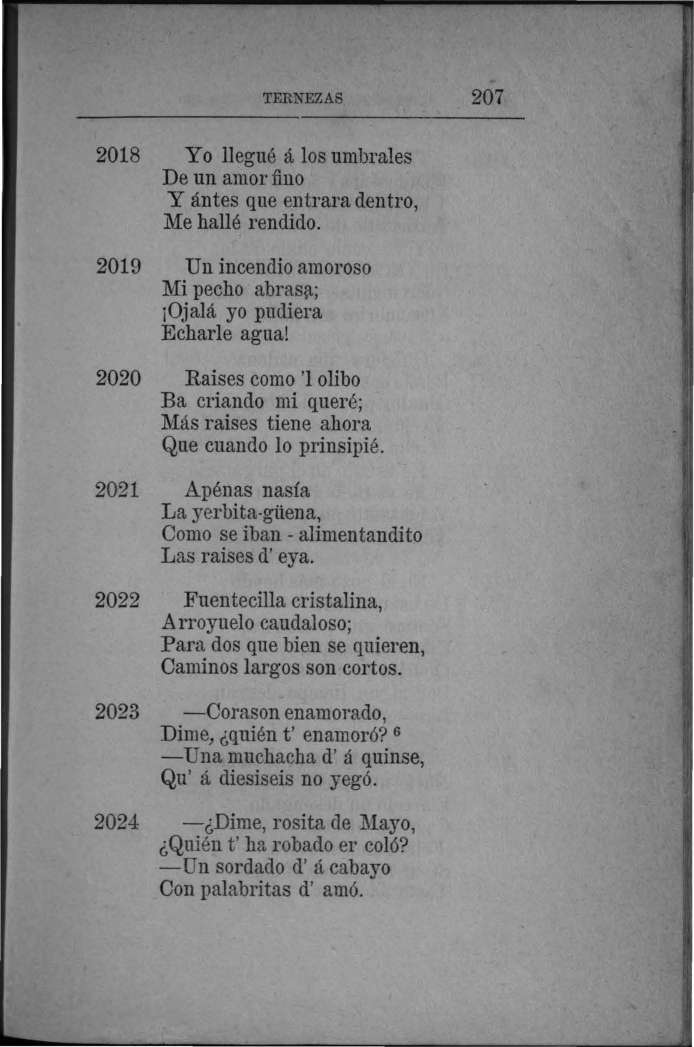 TERNEZAS 207
2018 Yo llegué á los umbrales
De un amor fino
Y ántes que entrara dentro,
Me hallé rendido.
2019 Un incendio amoroso
Mi pecho abrasa;
¡Ojalá yo pudiera
Echarle agua!
2020 Raises como 'l olibo
Ba criando mi queré;
Más raises tiene ahora
Que cuando lo prinsipié.
2021 Apénas nasía
La yerbita-güena,
Como se iban - alimentandito
Las raises d' eya.
2022 Fuentecilla cristalina,
Arroyuelo caudaloso;
Para dos que bien se quieren,
Caminos largos son cortos.
2023 —Corason enamorado,
Dime, ¿quién t' enamoró? 6
—Una muchacha d' á quinse,
Qu' á diesiseis no yegó.
2024 —¿Dime, rosita de Mayo,
¿Quién t' ha robado er coló?
—Un sordado d' á cabayo
Con palabritas d' amó.